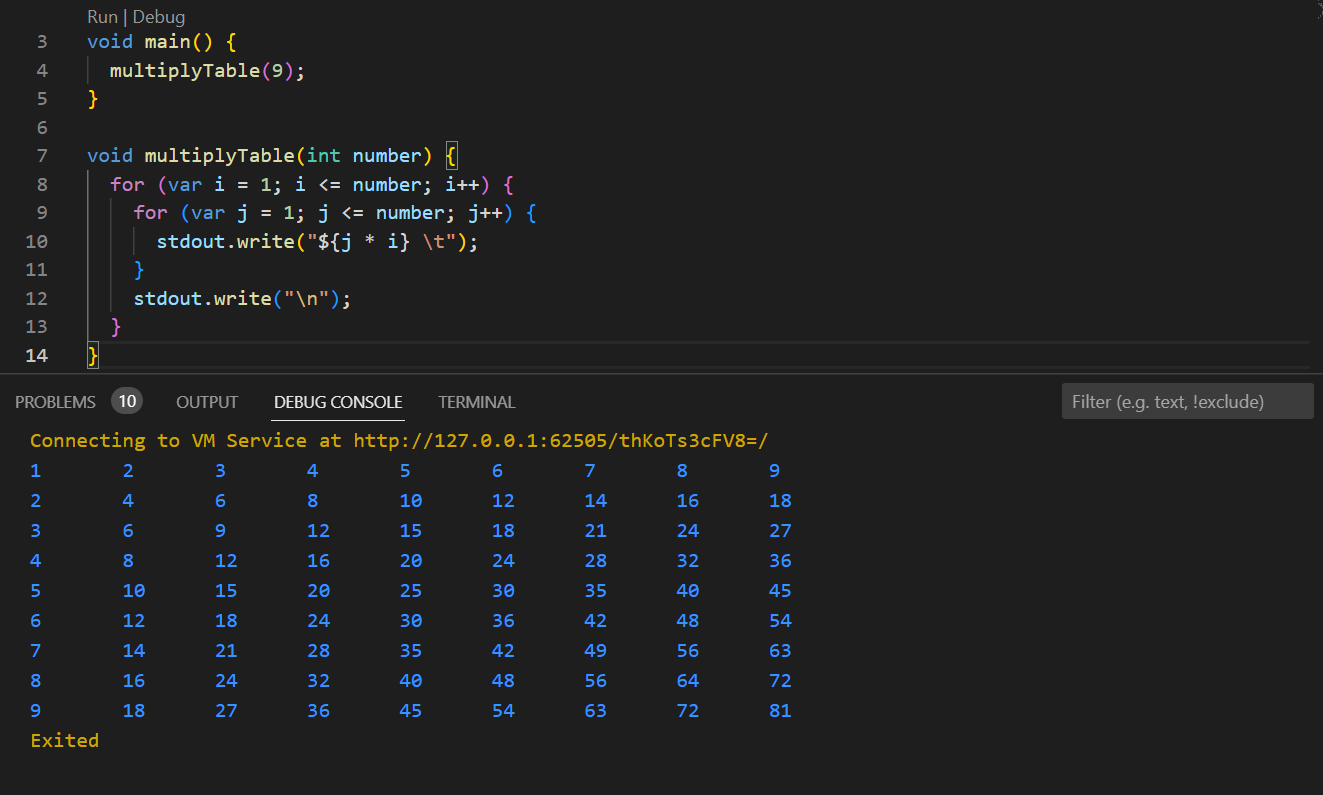 Run | Debug
3 void main() {
4 multiplyTable(9);
5 }
6
7 void multiplyTable(int number) {
8 for (var i = 1; i <= number; i++) {
9 for (var j = 1; j <= number; j++) {
10 stdout.write("${j * i} \t");
11 }
12 stdout.write("\n");
13 }
14 }
PROBLEMS 10 OUTPUT DEBUG CONSOLE TERMINAL Filter (e.g. text, !exclude)
Connecting to VM Service at http://127.0.0.1:62505/thKoTs3cFV8=/
1 2 3 4 5 6 7 8 9
2 4 6 8 10 12 14 16 18
3 6 9 12 15 18 21 24 27
4 8 12 16 20 24 28 32 36
5 10 15 20 25 30 35 40 45
6 12 18 24 30 36 42 48 54
7 14 21 28 35 42 49 56 63
8 16 24 32 40 48 56 64 72
9 18 27 36 45 54 63 72 81
Exited